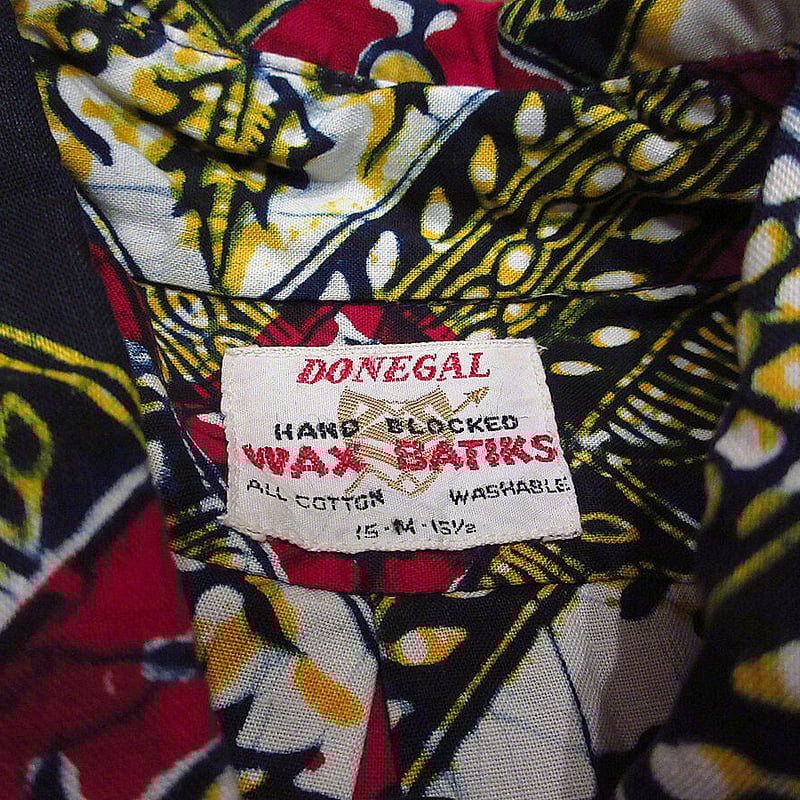 DONEGAL
HAND BLOCKED
WAX BATIKS
ALL COTTON WASHABLE
15-M-15½